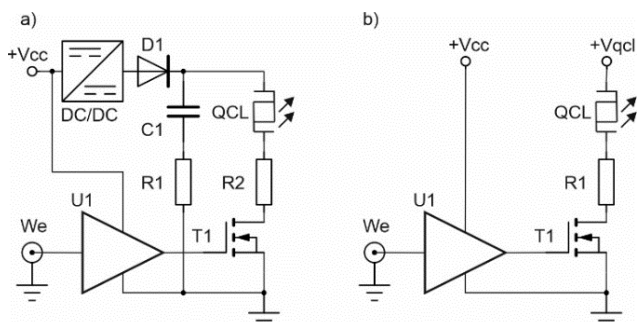 a)
b)
+Vcc
DC/DC
D1
C1
QCL
R1
R2
U1
We
T1
+Vcc
+Vqcl
QCL
R1
U1
We
T1